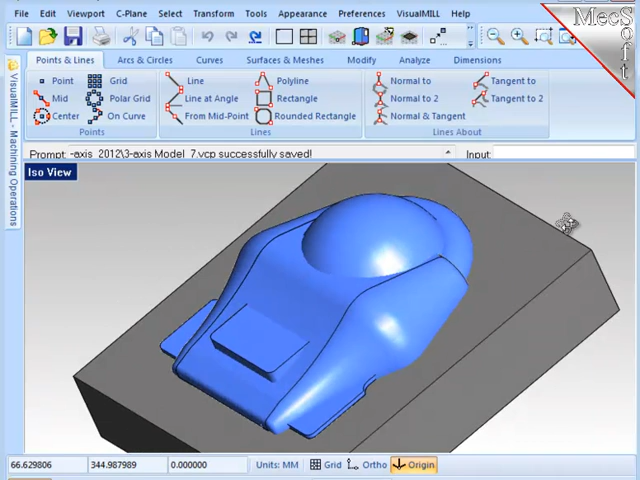 File Edit Viewport C-Plane Select Transform Tools Appearance Preferences VisualMILL Help
MecSoft
Points & Lines Arcs & Circles Curves Surfaces & Meshes Modify Analyze Dimensions
Point Grid Line Polyline Normal to Tangent to
Mid Polar Grid Line at Angle Rectangle Normal to 2 Tangent to 2
Center On Curve From Mid-Point Rounded Rectangle Normal & Tangent
Points Lines Lines About
Prompt: -axis_2012\3-axis Model_7.vcp successfully saved! Input:
VisualMILL - Machining Operations
Iso View
66.629806 344.987989 0.000000 Units: MM Grid Ortho Origin